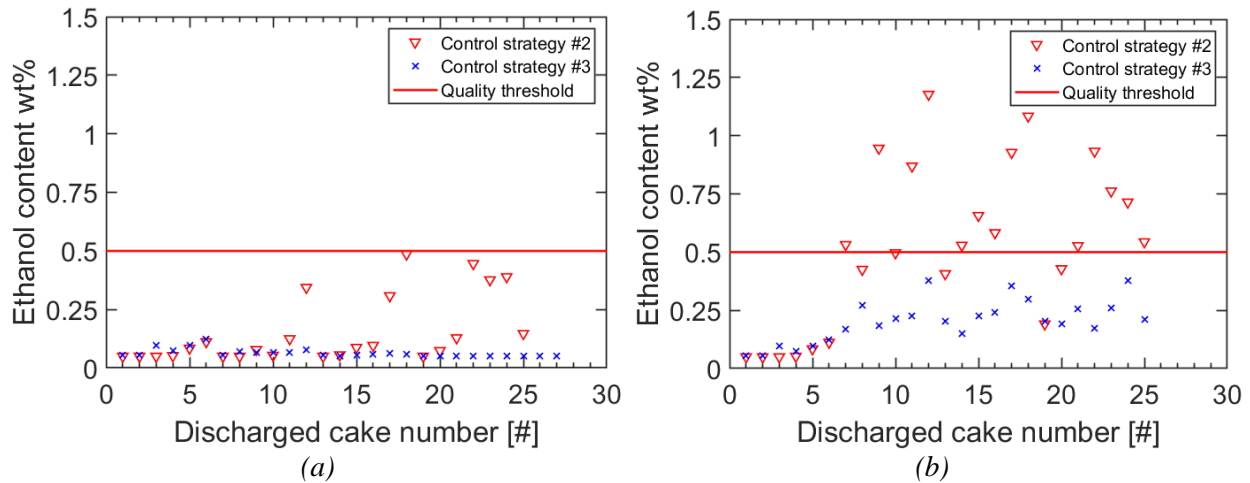 1.5
1.25
1
0.75
0.5
0.25
0
Ethanol content wt%
Control strategy #2
Control strategy #3
Quality threshold
0 5 10 15 20 25 30
Discharged cake number [#]
(a)
1.5
1.25
1
0.75
0.5
0.25
0
Ethanol content wt%
Control strategy #2
Control strategy #3
Quality threshold
0 5 10 15 20 25 30
Discharged cake number [#]
(b)